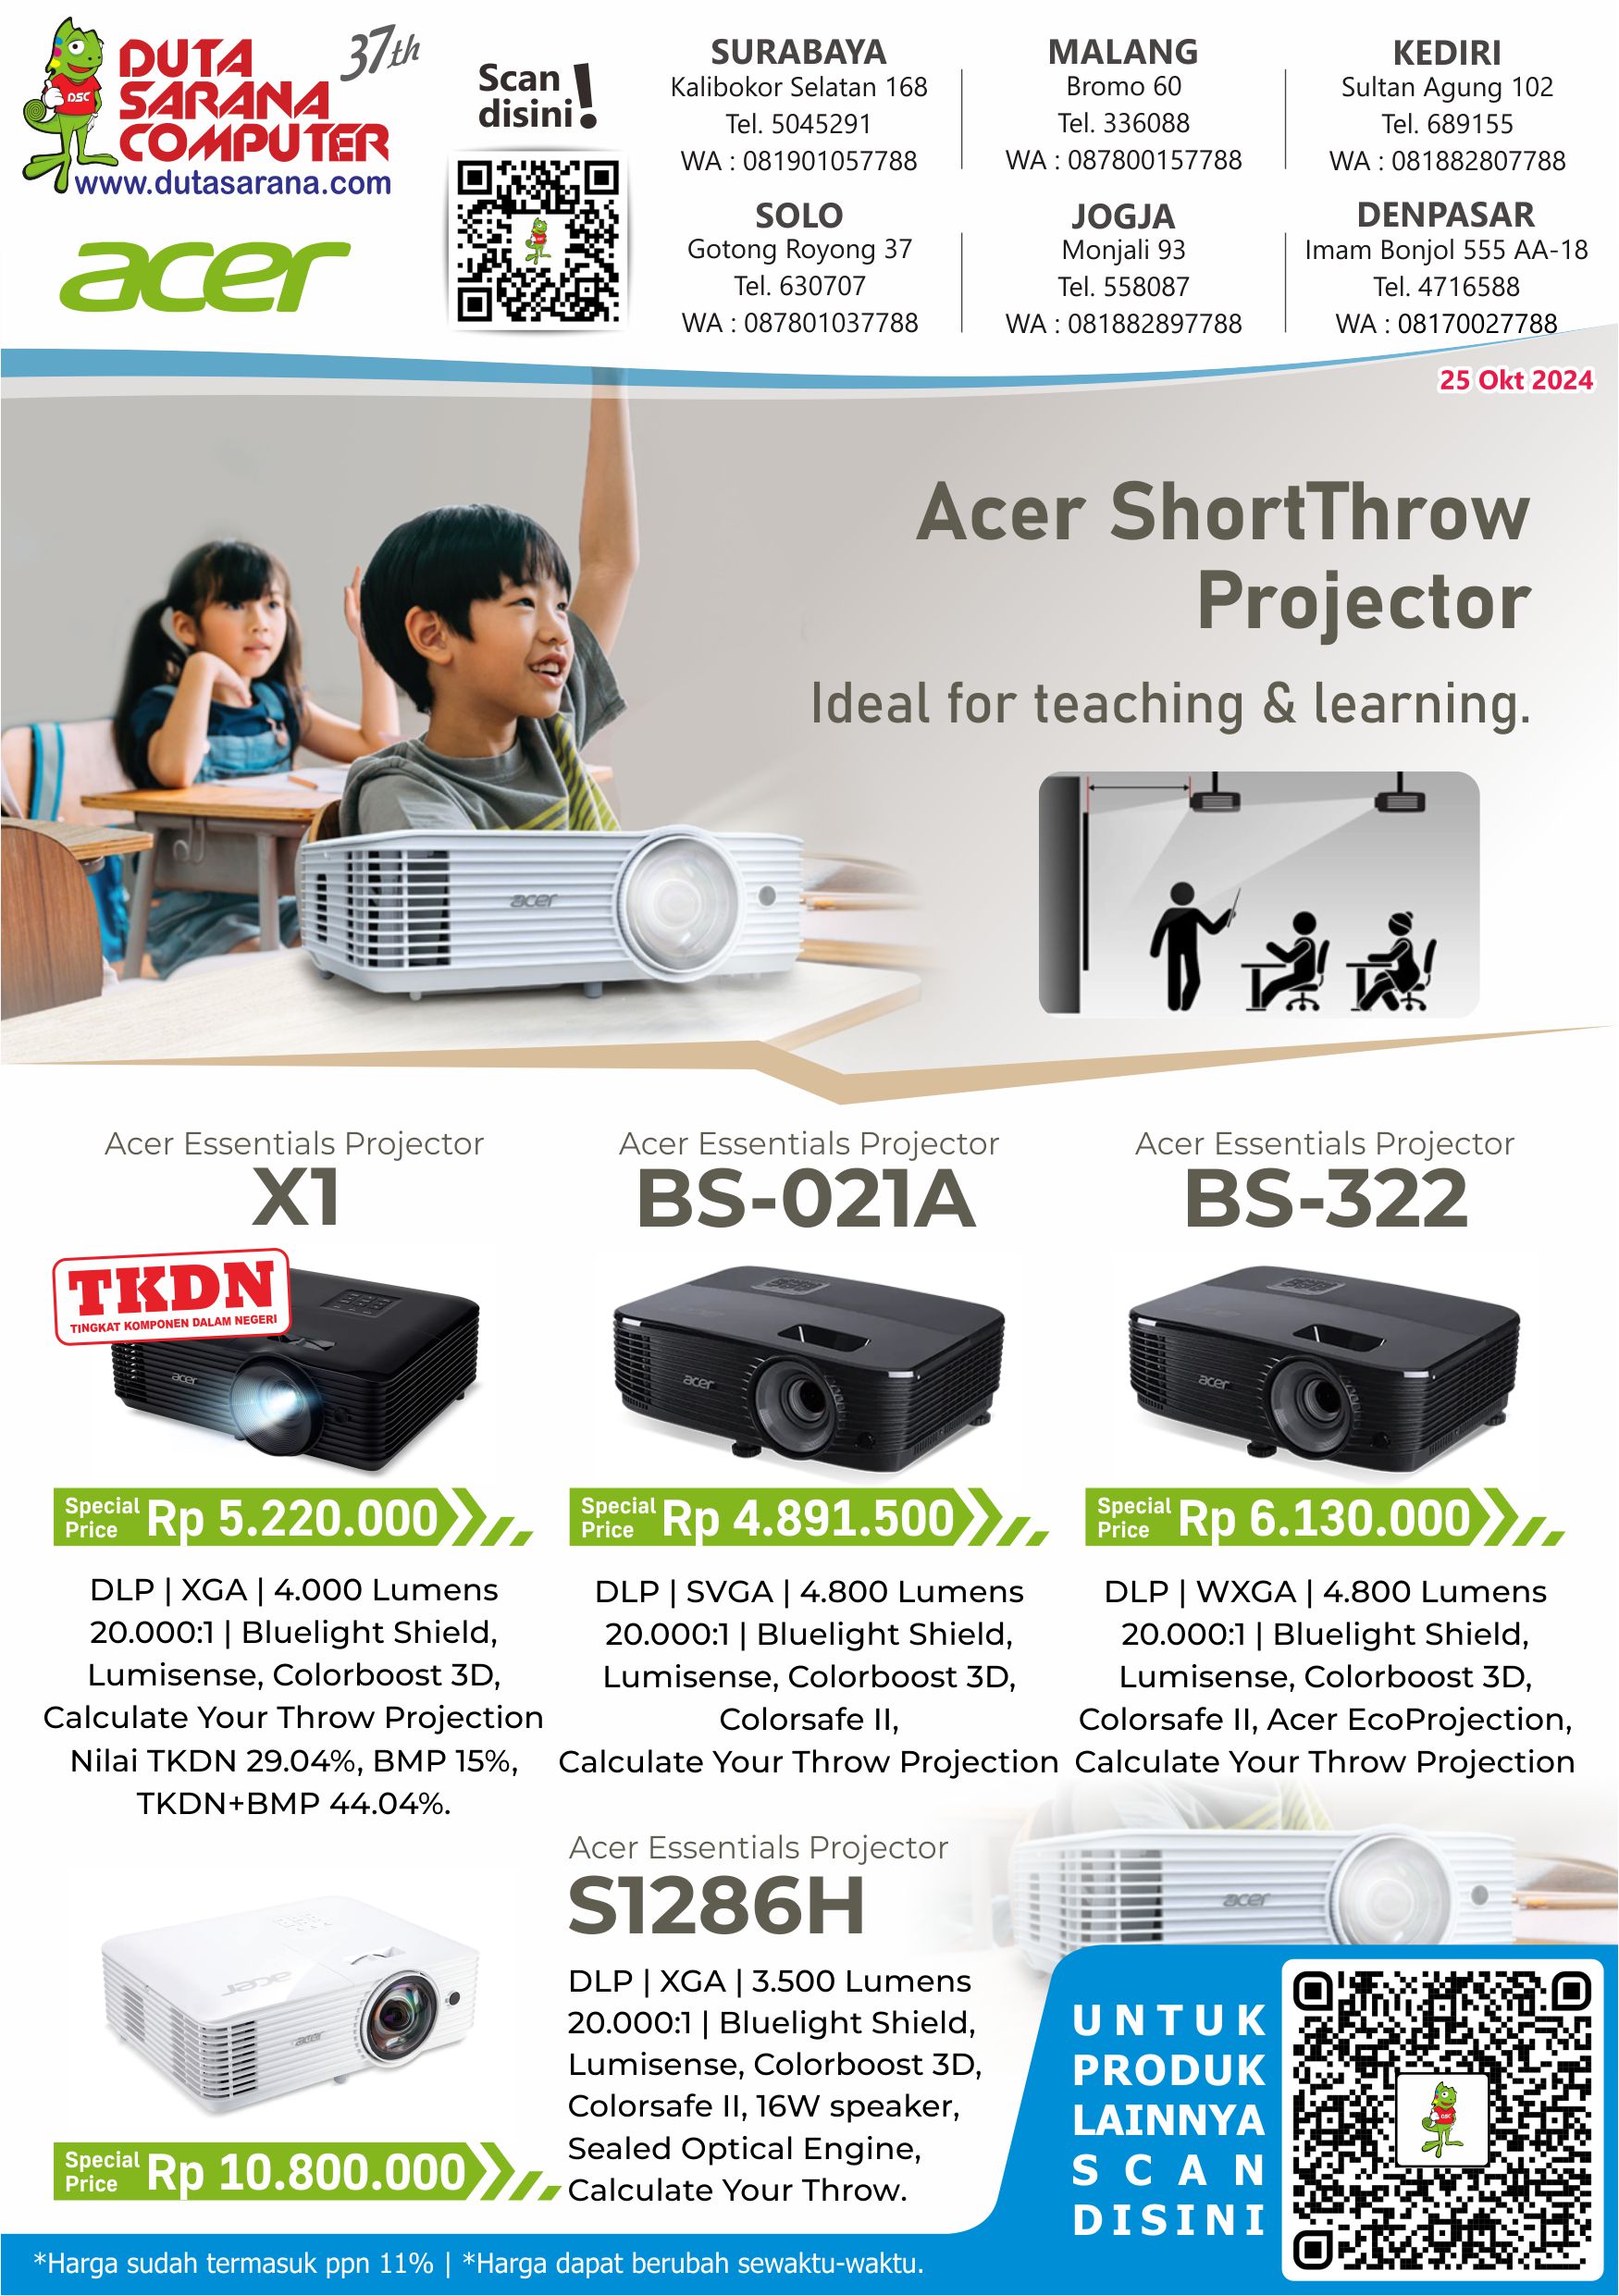 DUTA
SARANA
COMPUTER
37th
www.dutasarana.com
DSC
acer
Scan
disini!
SURABAYA
Kalibokor Selatan 168
Tel. 5045291
WA : 081901057788
MALANG
Bromo 60
Tel. 336088
WA : 087800157788
KEDIRI
Sultan Agung 102
Tel. 689155
WA : 081882807788
SOLO
Gotong Royong 37
Tel. 630707
WA : 087801037788
JOGJA
Monjali 93
Tel. 558087
WA : 081882897788
DENPASAR
Imam Bonjol 555 AA-18
Tel. 4716588
WA : 08170027788
25 Okt 2024
Acer ShortThrow
Projector
Ideal for teaching & learning.
acer
Acer Essentials Projector
X1
TKDN
TINGKAT KOMPONEN DALAM NEGERI
acer
Special
Price
Rp 5.220.000
DLP | XGA | 4.000 Lumens
20.000:1 | Bluelight Shield,
Lumisense, Colorboost 3D,
Calculate Your Throw Projection
Nilai TKDN 29.04%, BMP 15%,
TKDN+BMP 44.04%.
Acer Essentials Projector
BS-021A
acer
Special
Price
Rp 4.891.500
DLP | SVGA | 4.800 Lumens
20.000:1 | Bluelight Shield,
Lumisense, Colorboost 3D,
Colorsafe II,
Calculate Your Throw Projection
Acer Essentials Projector
BS-322
acer
Special
Price
Rp 6.130.000
DLP | WXGA | 4.800 Lumens
20.000:1 | Bluelight Shield,
Lumisense, Colorboost 3D,
Colorsafe II, Acer EcoProjection,
Calculate Your Throw Projection
acer
acer
Special
Price
Rp 10.800.000
Acer Essentials Projector
S1286H
DLP | XGA | 3.500 Lumens
20.000:1 | Bluelight Shield,
Lumisense, Colorboost 3D,
Colorsafe II, 16W speaker,
Sealed Optical Engine,
Calculate Your Throw.
acer
UNTUK
PRODUK
LAINNYA
SCAN
DISINI
DSC
*Harga sudah termasuk ppn 11% | *Harga dapat berubah sewaktu-waktu.